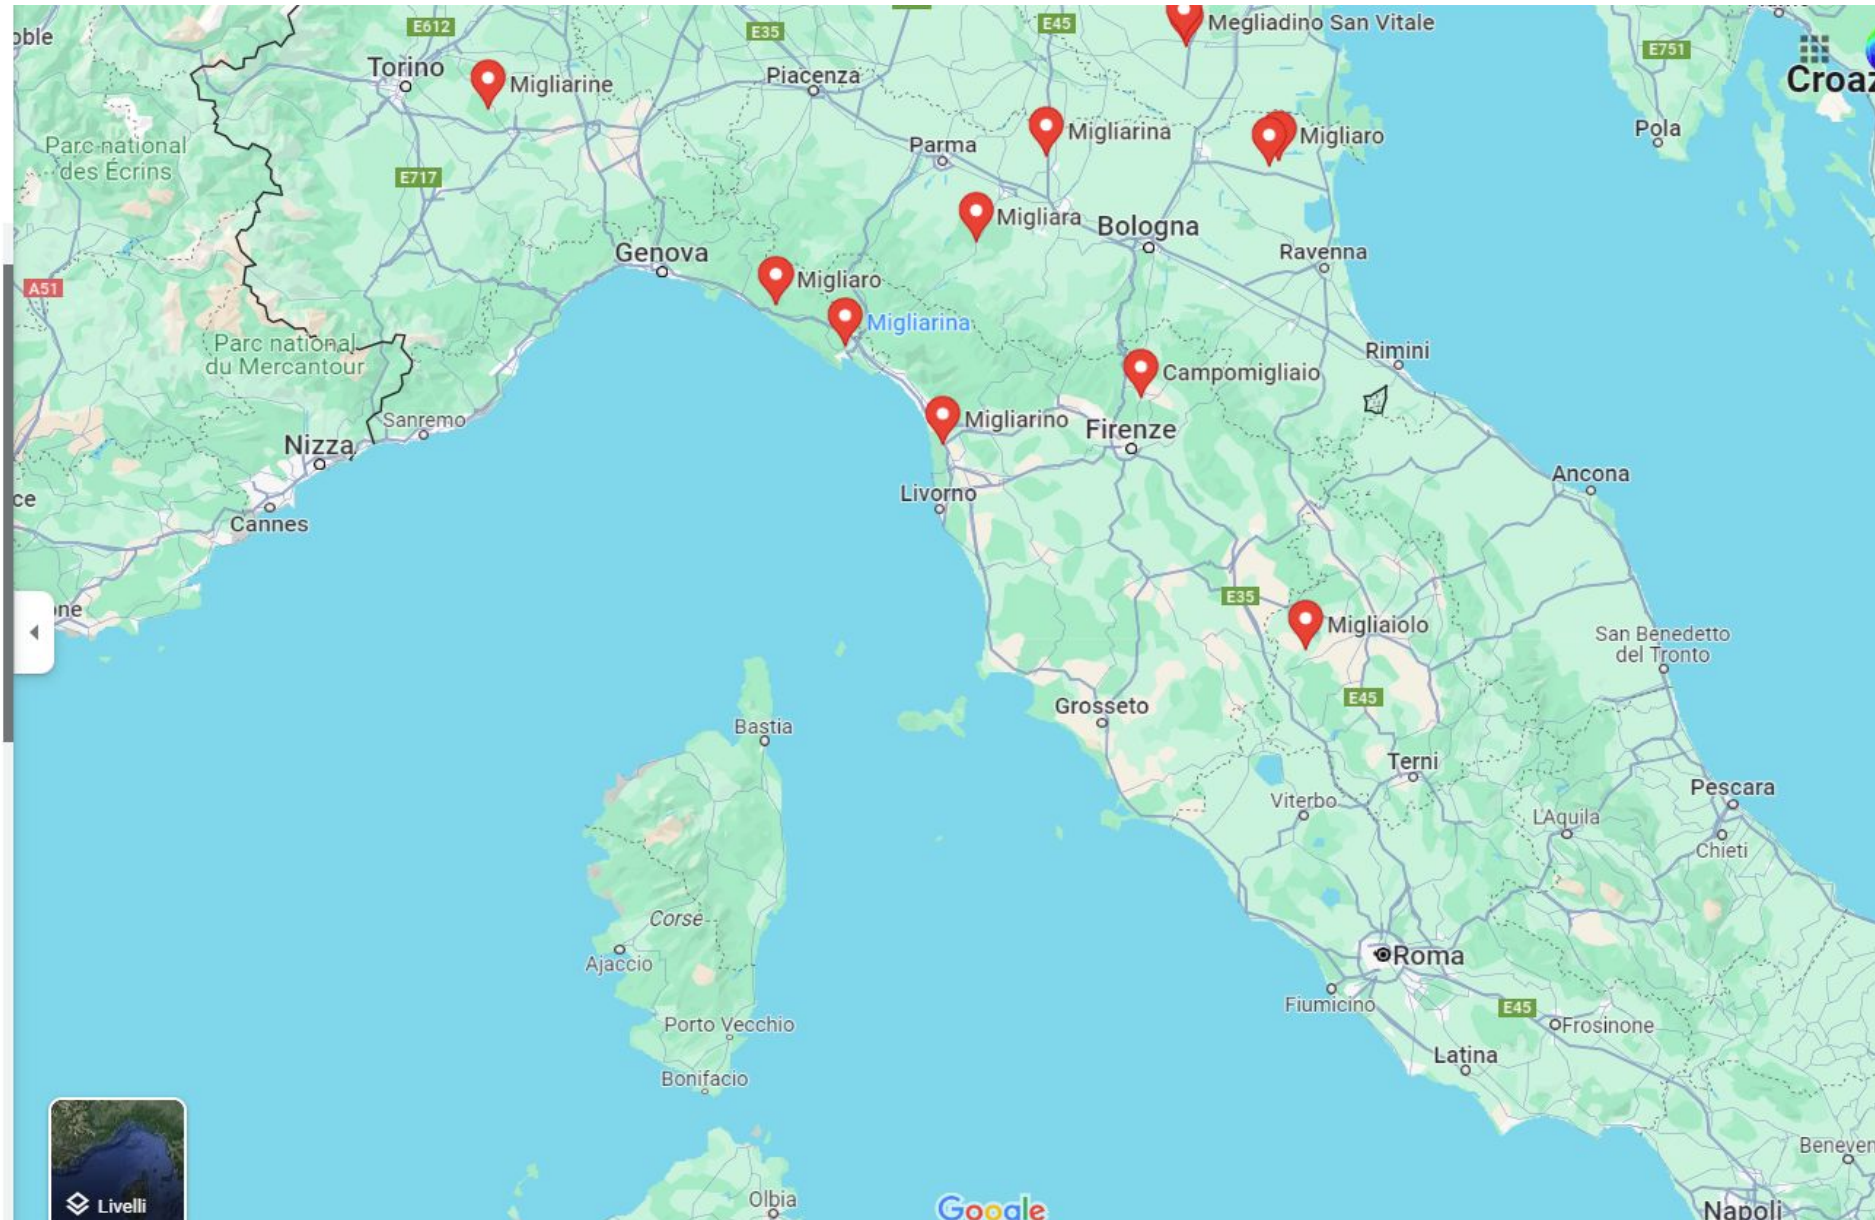 E612
E35
E45
Megliadino San Vitale
E751
oble
Torino
Migliarine
Piacenza
Croaz
Migliarina
Migliaro
Pola
Parc national
des Écrins
Parma
E717
Migliara
Bologna
Genova
Ravenna
A51
Migliaro
Migliarina
Parc national
du Mercantour
Rimini
Campomigliaio
Sanremo
Migliarino
Firenze
Nizza
Ancona
Livorno
ce
Cannes
E35
one
Migliaiolo
San Benedetto
del Tronto
E45
Grosseto
Bastia
Terni
Pescara
Viterbo
L'Aquila
Chieti
Corse
Ajaccio
Roma
Fiumicino
E45
Frosinone
Porto Vecchio
Latina
Bonifacio
Beneven
Livelli
Olbia
Google
Napoli